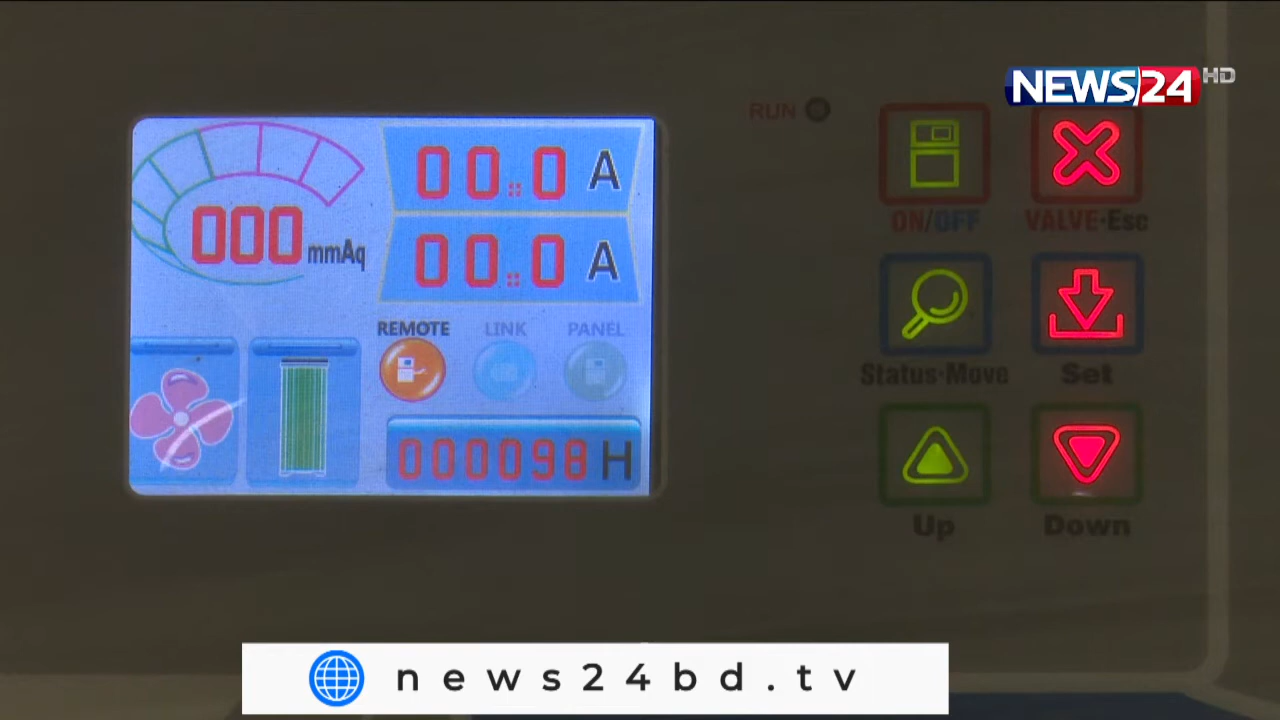 NEWS24 HD
RUN
00.0 A
000 mmAq
00.0 A
ON/OFF
VALVE·Esc
REMOTE
LINK
PANEL
Status·Move
Set
000098 H
Up
Down
news24bd.tv